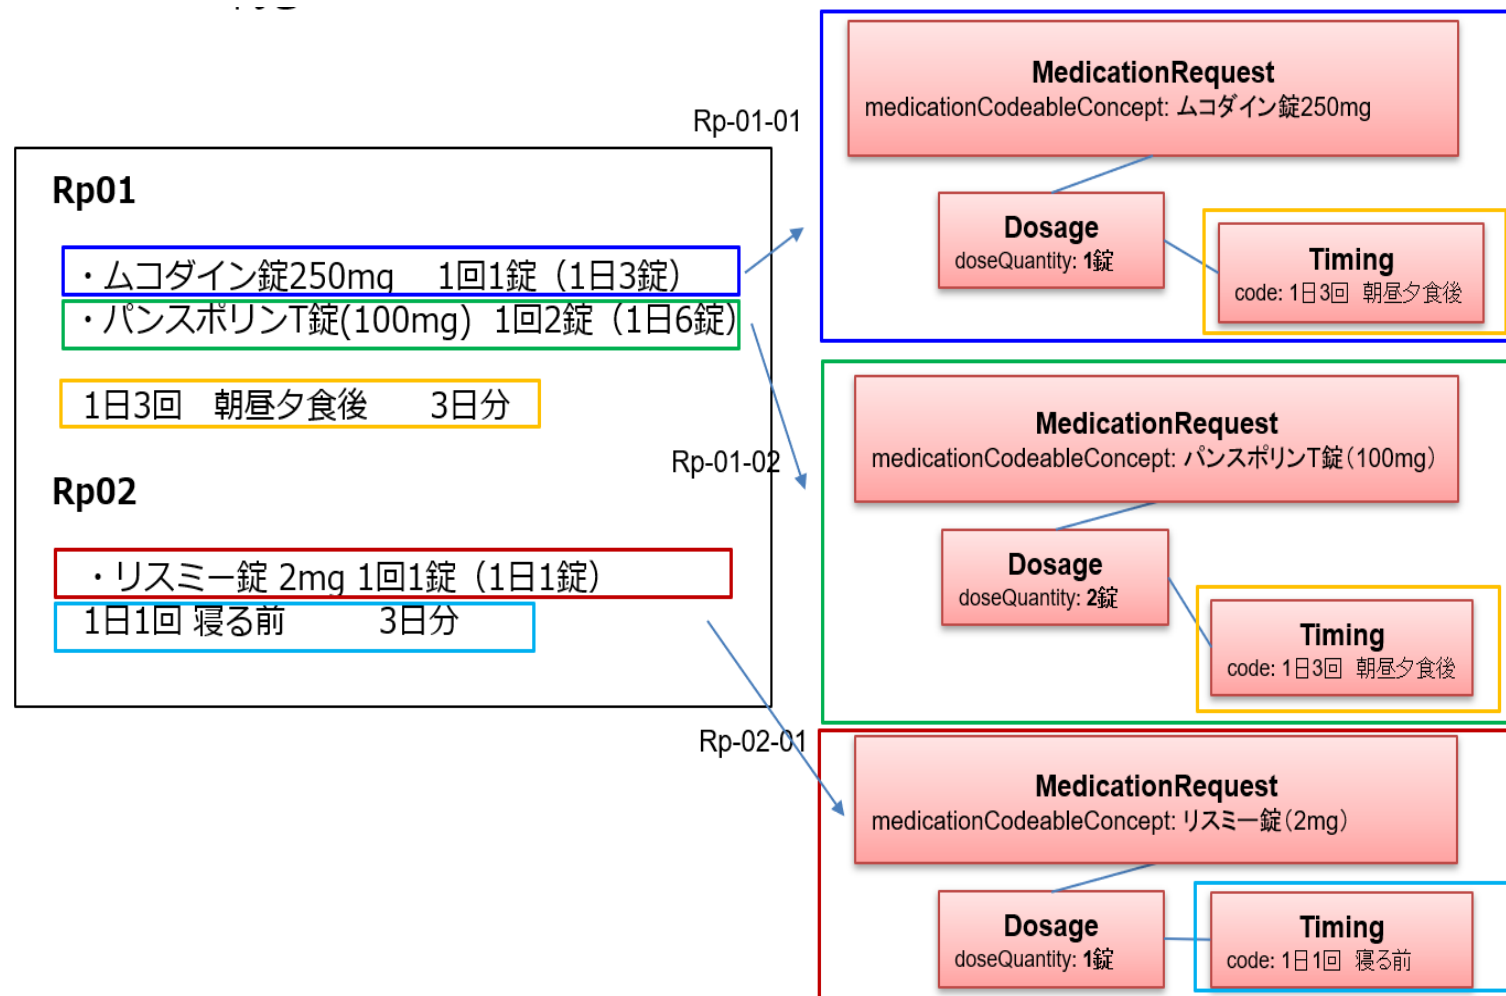 Rp01
・ムコダイン錠250mg 1回1錠（1日3錠）
・パンスポリンT錠(100mg) 1回2錠（1日6錠）
1日3回 朝昼夕食後 3日分
Rp02
・リスミー錠 2mg 1回1錠（1日1錠）
1日1回 寝る前 3日分
Rp-01-01
MedicationRequest
medicationCodeableConcept: ムコダイン錠250mg
Dosage
doseQuantity: 1錠
Timing
code: 1日3回 朝昼夕食後
Rp-01-02
MedicationRequest
medicationCodeableConcept: パンスポリンT錠（100mg）
Dosage
doseQuantity: 2錠
Timing
code: 1日3回 朝昼夕食後
Rp-02-01
MedicationRequest
medicationCodeableConcept: リスミー錠（2mg）
Dosage
doseQuantity: 1錠
Timing
code: 1日1回 寝る前